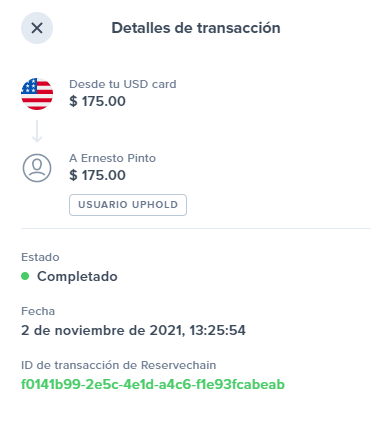 Detalles de transacción
Desde tu USD card
$ 175.00
A Ernesto Pinto
$ 175.00
USUARIO UPHOLD
Estado
Completado
Fecha
2 de noviembre de 2021, 13:25:54
ID de transacción de Reservechain
f0141b99-2e5c-4e1d-a4c6-f1e93fcabeab